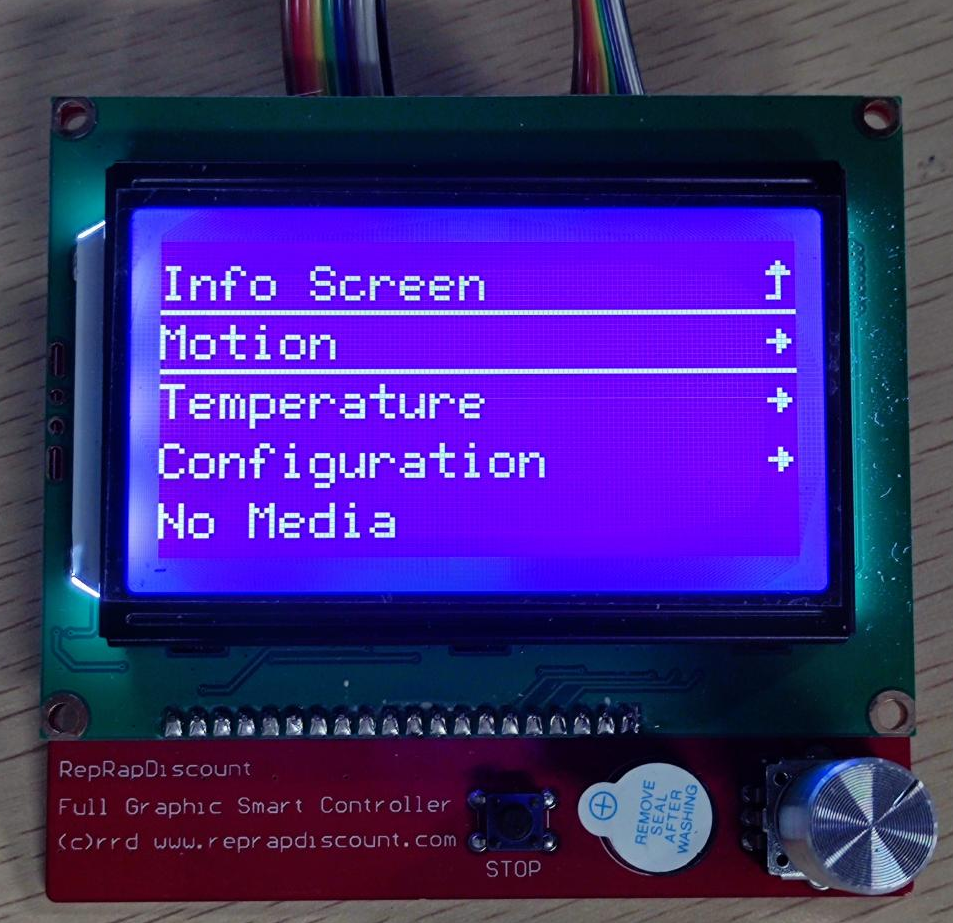 Info Screen
Motion
Temperature
Configuration
No Media
RepRapDiscount
Full Graphic Smart Controller
(c)rrd www.reprapdiscount.com
STOP
REMOVE
SEAL
AFTER
WASHING